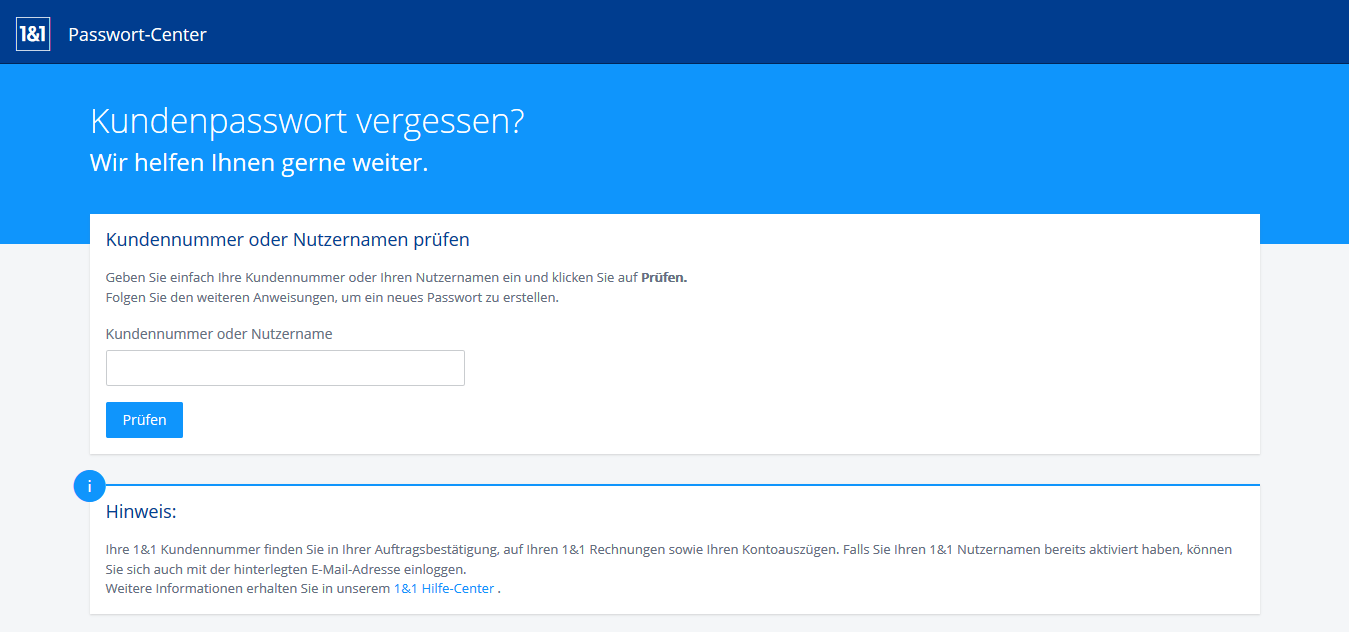 1&1 Passwort-Center
Kundenpasswort vergessen?
Wir helfen Ihnen gerne weiter.
Kundennummer oder Nutzernamen prüfen
Geben Sie einfach Ihre Kundennummer oder Ihren Nutzernamen ein und klicken Sie auf Prüfen.
Folgen Sie den weiteren Anweisungen, um ein neues Passwort zu erstellen.
Kundennummer oder Nutzername
Prüfen
i
Hinweis:
Ihre 1&1 Kundennummer finden Sie in Ihrer Auftragsbestätigung, auf Ihren 1&1 Rechnungen sowie Ihren Kontoauszügen. Falls Sie Ihren 1&1 Nutzernamen bereits aktiviert haben, können
Sie sich auch mit der hinterlegten E-Mail-Adresse einloggen.
Weitere Informationen erhalten Sie in unserem 1&1 Hilfe-Center .